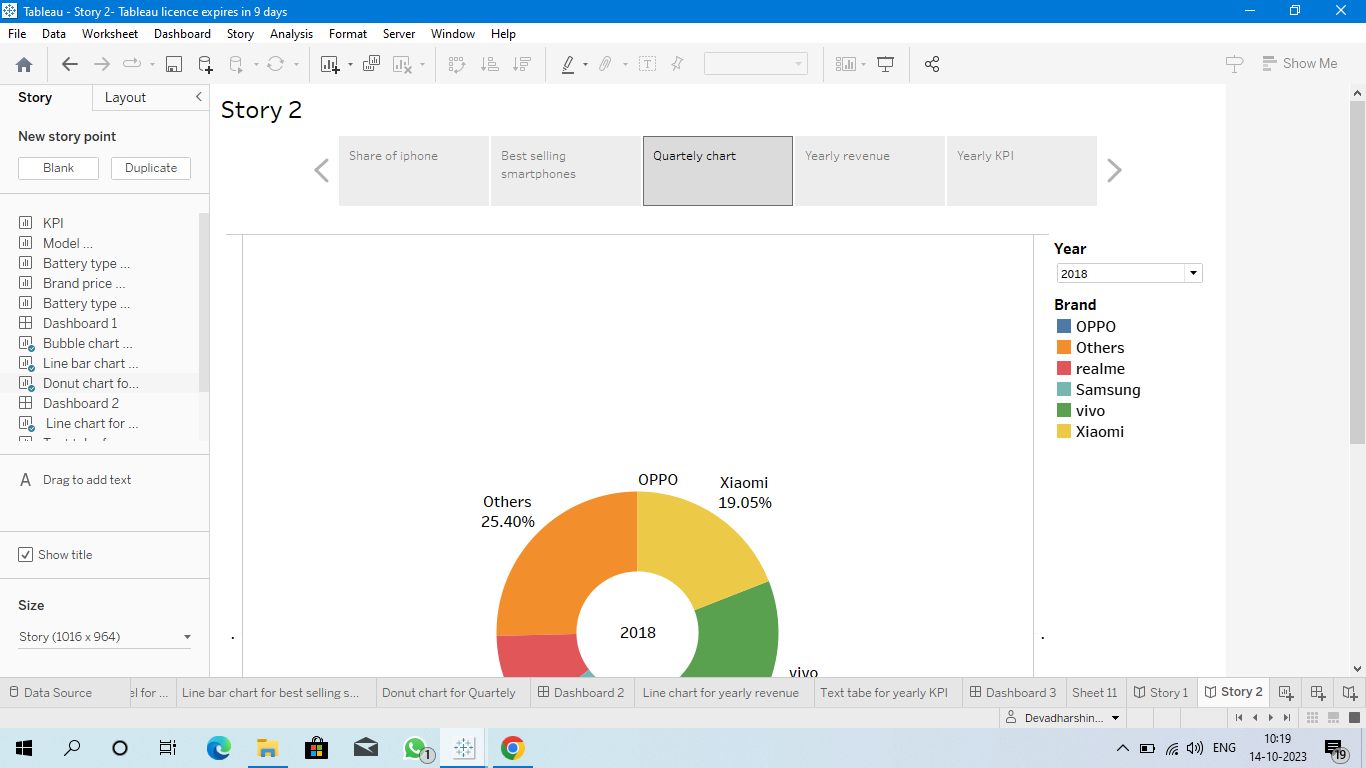 Tableau - Story 2- Tableau licence expires in 9 days
File Data Worksheet Dashboard Story Analysis Format Server Window Help
Show Me
Story Layout
New story point
Blank Duplicate
KPI
Model ...
Battery type ...
Brand price ...
Battery type ...
Dashboard 1
Bubble chart ...
Line bar chart ...
Donut chart fo...
Dashboard 2
Line chart for ...
A Drag to add text
Show title
Size
Story (1016 x 964)
Story 2
Share of iphone
Best selling
smartphones
Quartely chart
Yearly revenue
Yearly KPI
Year
2018
Brand
OPPO
Others
realme
Samsung
vivo
Xiaomi
OPPO
Xiaomi
19.05%
Others
25.40%
2018
vivo
Data Source el for ... Line bar chart for best selling s... Donut chart for Quartely Dashboard 2 Line chart for yearly revenue Text tabe for yearly KPI Dashboard 3 Sheet 11 Story 1 Story 2
Devadharshin...
1
ENG
10:19
14-10-2023
19